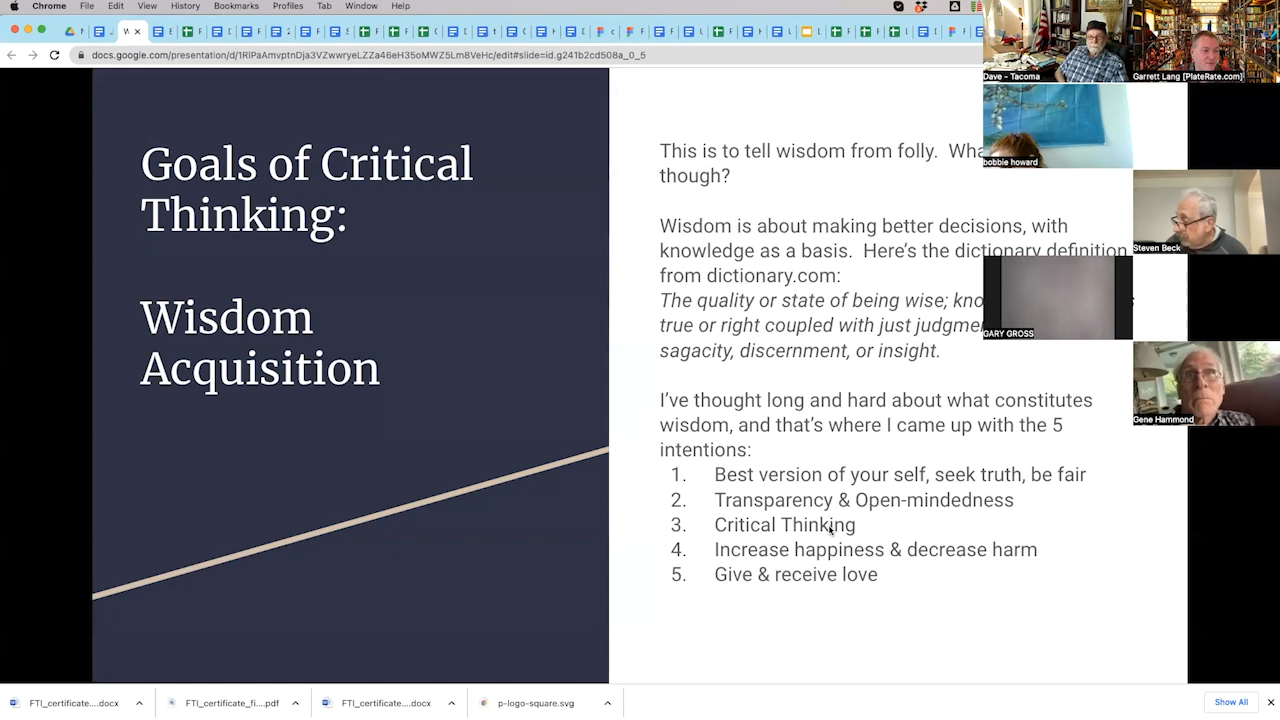 Chrome File Edit View History Bookmarks Profiles Tab Window Help
docs.google.com/presentation/d/1RlPaAmvptnDja3VZwwryeLZZa46eH35oMWZ5Lm8VeHc/edit#slide=id.g241b2cd508a_0_5
Dave - Tacoma
Garrett Lang [PlateRate.com]
bobbie howard
Steven Beck
GARY GROSS
Gene Hammond
Goals of Critical
Thinking:
Wisdom
Acquisition
This is to tell wisdom from folly.
though?
Wisdom is about making better decisions, with
knowledge as a basis. Here's the dictionary definition
from dictionary.com:
The quality or state of being wise;
true or right coupled with just
sagacity, discernment, or insight.
I've thought long and hard about what constitutes
wisdom, and that's where I came up with the 5
intentions:
1. Best version of your self, seek truth, be fair
2. Transparency & Open-mindedness
3. Critical Thinking
4. Increase happiness & decrease harm
5. Give & receive love
FTI_certificate....docx
FTI_certificate_fi....pdf
FTI_certificate....docx
p-logo-square.svg
Show All